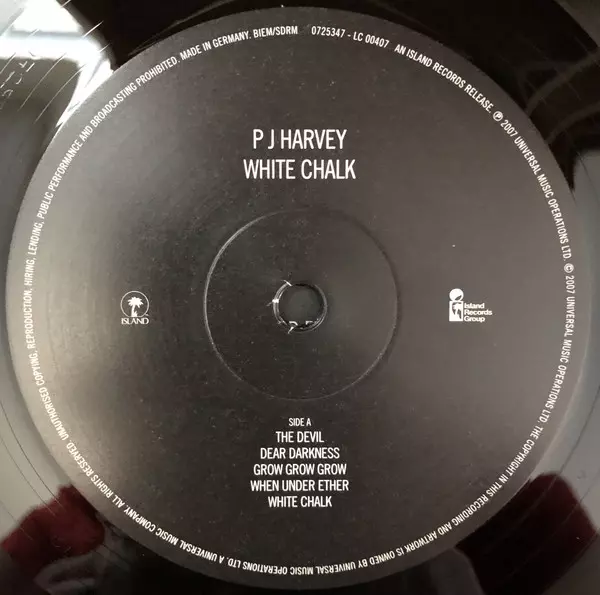 P J HARVEY
WHITE CHALK
ISLAND
Island
Records
Group
SIDE A
THE DEVIL
DEAR DARKNESS
GROW GROW GROW
WHEN UNDER ETHER
WHITE CHALK
UNAUTHORISED COPYING, REPRODUCTION, HIRING, LENDING, PUBLIC PERFORMANCE AND BROADCASTING PROHIBITED. MADE IN GERMANY. BIEM/SDRM 0725347 - LC 00407 AN ISLAND RECORDS RELEASE ℗ 2007 UNIVERSAL MUSIC OPERATIONS LTD. © 2007 UNIVERSAL MUSIC OPERATIONS LTD. THE COPYRIGHT IN THIS RECORDING AND ARTWORK IS OWNED BY UNIVERSAL MUSIC OPERATIONS LTD. A UNIVERSAL MUSIC COMPANY. ALL RIGHTS RESERVED.